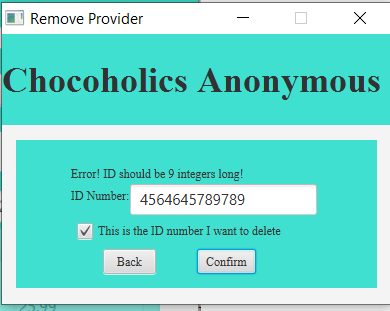 Remove Provider
Chocoholics Anonymous
Error! ID should be 9 integers long!
ID Number: 4564645789789
This is the ID number I want to delete
Back Confirm